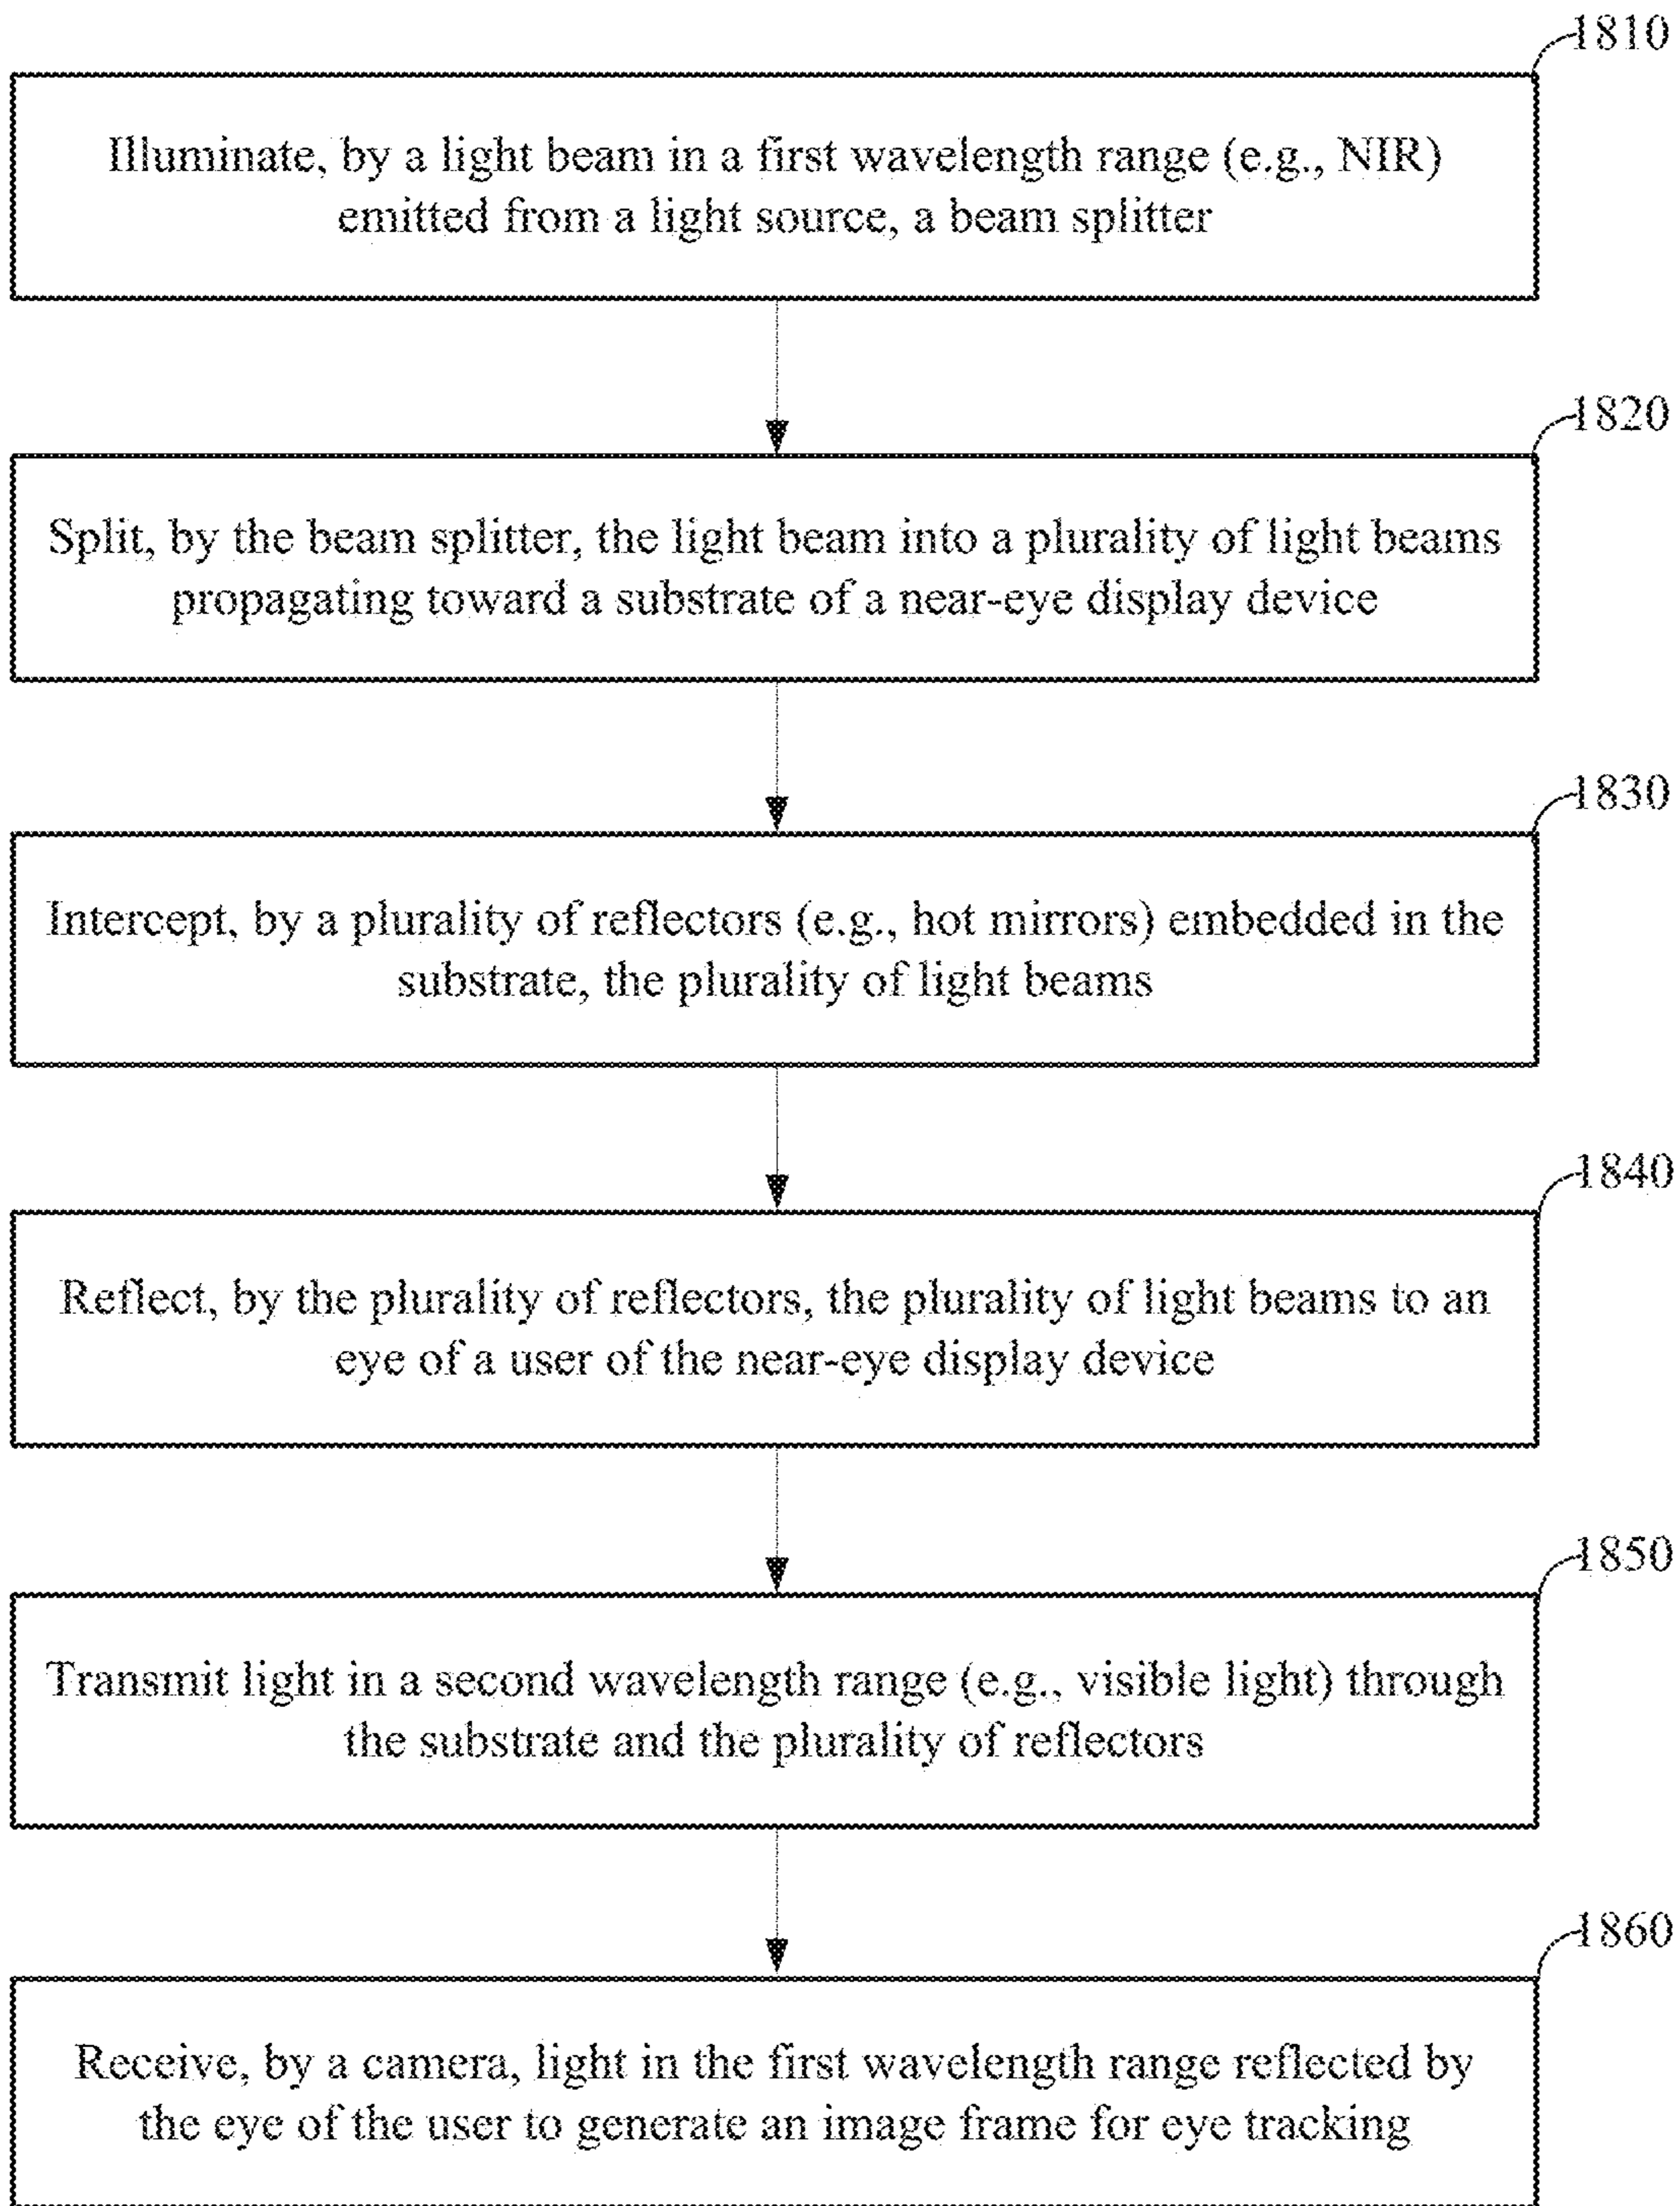 1810
Illuminate, by a light beam in a first wavelength range (e.g., NIR)
emitted from a light source, a beam splitter
1820
Split, by the beam splitter, the light beam into a plurality of light beams
propagating toward a substrate of a near-eye display device
1830
Intercept, by a plurality of reflectors (e.g., hot mirrors) embedded in the
substrate, the plurality of light beams
1840
Reflect, by the plurality of reflectors, the plurality of light beams to an
eye of a user of the near-eye display device
1850
Transmit light in a second wavelength range (e.g., visible light) through
the substrate and the plurality of reflectors
1860
Receive, by a camera, light in the first wavelength range reflected by
the eye of the user to generate an image frame for eye tracking